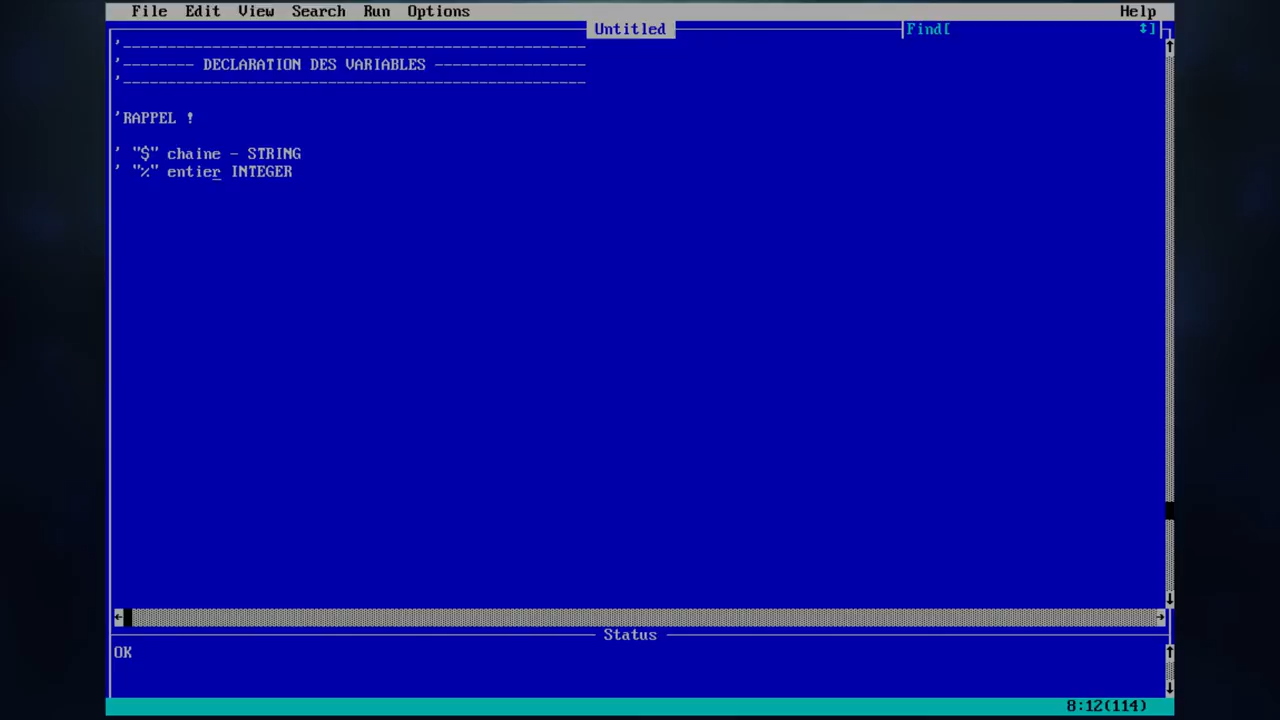 File Edit View Search Run Options Help
Untitled
Find[ ↕]
'----------------------------------------------------
'-------- DECLARATION DES VARIABLES -----------------
'----------------------------------------------------
'RAPPEL !
' "$" chaine - STRING
' "%" entier INTEGER
Status
OK
8:12(114)